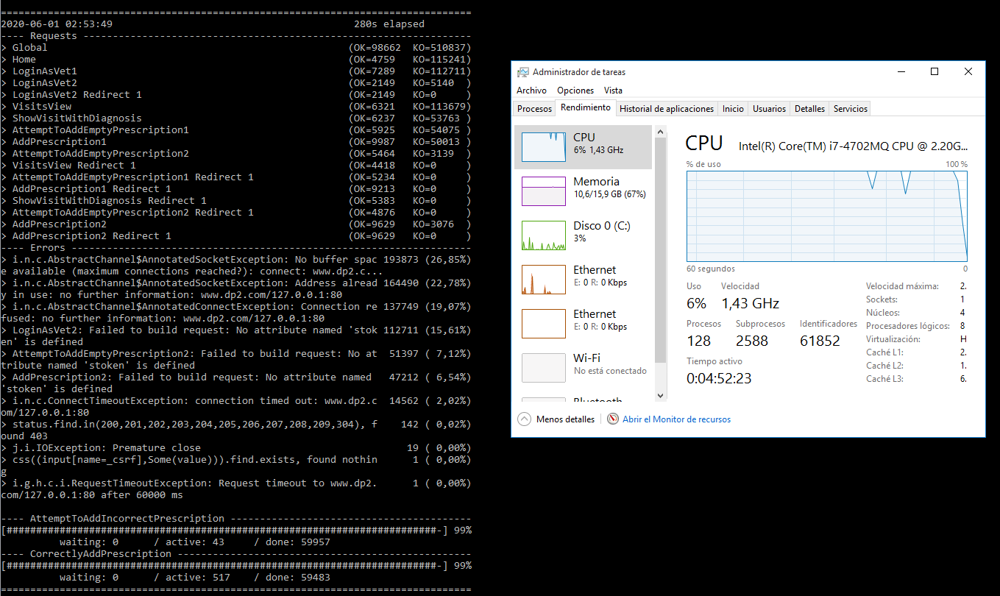 ================================================================================
2020-06-01 02:53:49                                         280s elapsed
---- Requests ------------------------------------------------------------------
> Global                                                   (OK=98662  KO=510837)
> Home                                                     (OK=4759   KO=115241)
> LoginAsVet1                                              (OK=7289   KO=112711)
> LoginAsVet2                                              (OK=2149   KO=5140  )
> LoginAsVet2 Redirect 1                                   (OK=2149   KO=0     )
> VisitsView                                               (OK=6321   KO=113679)
> ShowVisitWithDiagnosis                                   (OK=6237   KO=53763 )
> AttemptToAddEmptyPrescription1                           (OK=5925   KO=54075 )
> AddPrescription1                                         (OK=9987   KO=50013 )
> AttemptToAddEmptyPrescription2                           (OK=5464   KO=3139  )
> VisitsView Redirect 1                                    (OK=4418   KO=0     )
> AttemptToAddEmptyPrescription1 Redirect 1                (OK=5234   KO=0     )
> AddPrescription1 Redirect 1                              (OK=9213   KO=0     )
> ShowVisitWithDiagnosis Redirect 1                        (OK=5383   KO=0     )
> AttemptToAddEmptyPrescription2 Redirect 1                (OK=4876   KO=0     )
> AddPrescription2                                         (OK=9629   KO=3076  )
> AddPrescription2 Redirect 1                              (OK=9629   KO=0     )
---- Errors --------------------------------------------------------------------
> i.n.c.AbstractChannel$AnnotatedSocketException: No buffer spac 193873 (26,85%)
e available (maximum connections reached?): connect: www.dp2.c...
> i.n.c.AbstractChannel$AnnotatedSocketException: Address alread 164490 (22,78%)
y in use: no further information: www.dp2.com/127.0.0.1:80
> i.n.c.AbstractChannel$AnnotatedConnectException: Connection re 137749 (19,07%)
fused: no further information: www.dp2.com/127.0.0.1:80
> LoginAsVet2: Failed to build request: No attribute named 'stok 112711 (15,61%)
en' is defined
> AttemptToAddEmptyPrescription2: Failed to build request: No at  51397 ( 7,12%)
tribute named 'stoken' is defined
> AddPrescription2: Failed to build request: No attribute named   47212 ( 6,54%)
'stoken' is defined
> i.n.c.ConnectTimeoutException: connection timed out: www.dp2.c  14562 ( 2,02%)
om/127.0.0.1:80
> status.find.in(200,201,202,203,204,205,206,207,208,209,304), f    142 ( 0,02%)
ound 403
> j.i.IOException: Premature close                                   19 ( 0,00%)
> css((input[name=_csrf],Some(value))).find.exists, found nothin      1 ( 0,00%)
g
> i.g.h.c.i.RequestTimeoutException: Request timeout to www.dp2.      1 ( 0,00%)
com/127.0.0.1:80 after 60000 ms
---- AttemptToAddIncorrectPrescription -----------------------------------------
[##########################################################################-] 99%
          waiting: 0      / active: 43     / done: 59957
---- CorrectlyAddPrescription --------------------------------------------------
[##########################################################################-] 99%
          waiting: 0      / active: 517    / done: 59483
================================================================================
Administrador de tareas
Archivo Opciones Vista
Procesos Rendimiento Historial de aplicaciones Inicio Usuarios Detalles Servicios
CPU
6% 1,43 GHz
Memoria
10,6/15,9 GB (67%)
Disco 0 (C:)
3%
Ethernet
E: 0 R: 0 Kbps
Ethernet
E: 0 R: 0 Kbps
Wi-Fi
No está conectado
CPU Intel(R) Core(TM) i7-4702MQ CPU @ 2.20G...
% de uso 100 %
60 segundos 0
Uso Velocidad
6% 1,43 GHz
Procesos Subprocesos Identificadores
128 2588 61852
Tiempo activo
0:04:52:23
Velocidad máxima: 2.
Sockets: 1
Núcleos: 4
Procesadores lógicos: 8
Virtualización: H
Caché L1: 2.
Caché L2: 1.
Caché L3: 6.
Menos detalles Abrir el Monitor de recursos